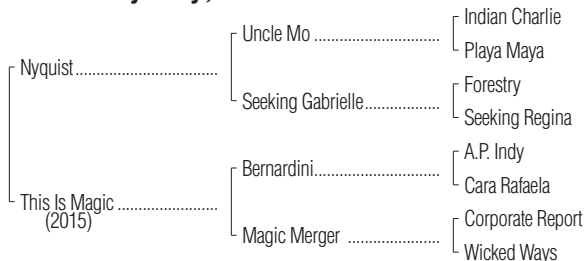 Indian Charlie
Uncle Mo
Playa Maya
Nyquist
Forestry
Seeking Gabrielle
Seeking Regina
A.P. Indy
Bernardini
Cara Rafaela
This Is Magic
(2015)
Corporate Report
Magic Merger
Wicked Ways